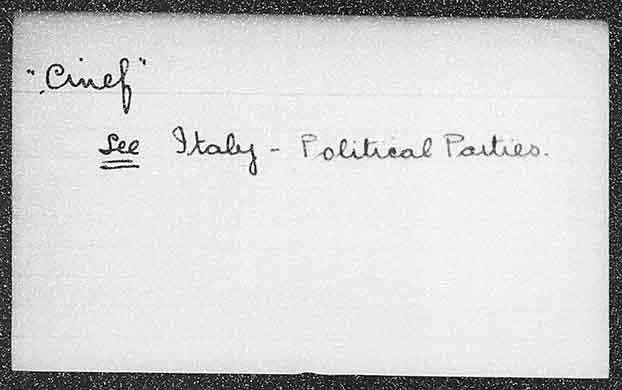 "Cinef"
See Italy - Political Parties.